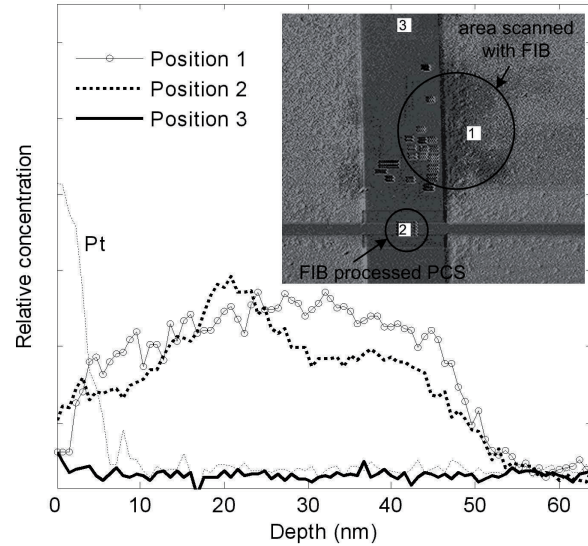 Position 1
Position 2
Position 3
Pt
3
area scanned
with FIB
1
2
FIB processed PCS
Relative concentration
0 10 20 30 40 50 60
Depth (nm)